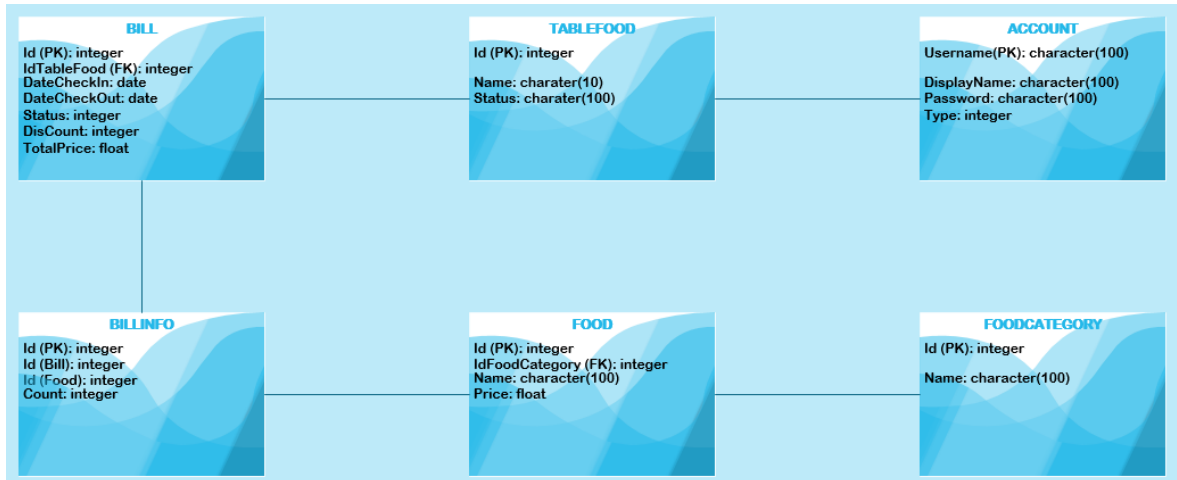 BILL
Id (PK): integer
IdTableFood (FK): integer
DateCheckIn: date
DateCheckOut: date
Status: integer
DisCount: integer
TotalPrice: float
TABLEFOOD
Id (PK): integer
Name: charater(10)
Status: charater(100)
ACCOUNT
Username(PK): character(100)
DisplayName: character(100)
Password: character(100)
Type: integer
BILLINFO
Id (PK): integer
Id (Bill): integer
Id (Food): integer
Count: integer
FOOD
Id (PK): integer
IdFoodCategory (FK): integer
Name: character(100)
Price: float
FOODCATEGORY
Id (PK): integer
Name: character(100)